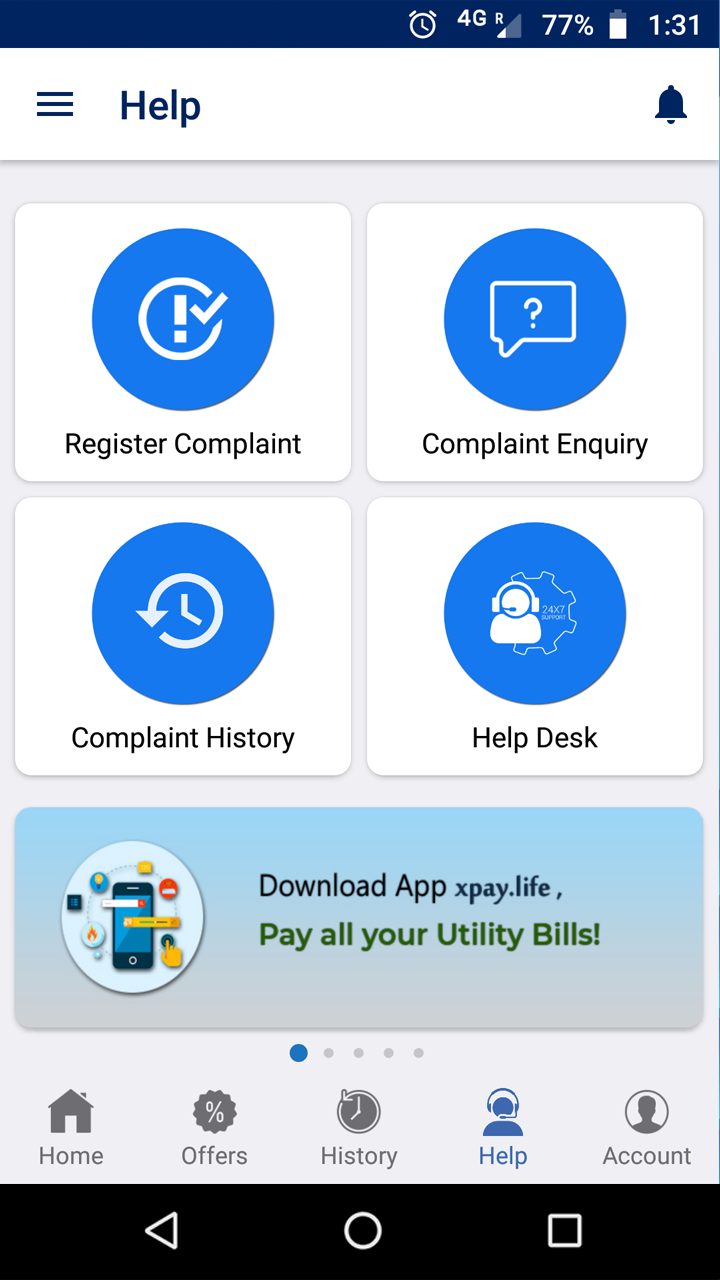 4G R 77% 1:31
Help
Register Complaint
Complaint Enquiry
24X7
SUPPORT
Complaint History
Help Desk
Download App xpay.life ,
Pay all your Utility Bills!
%
Home
Offers
History
Help
Account